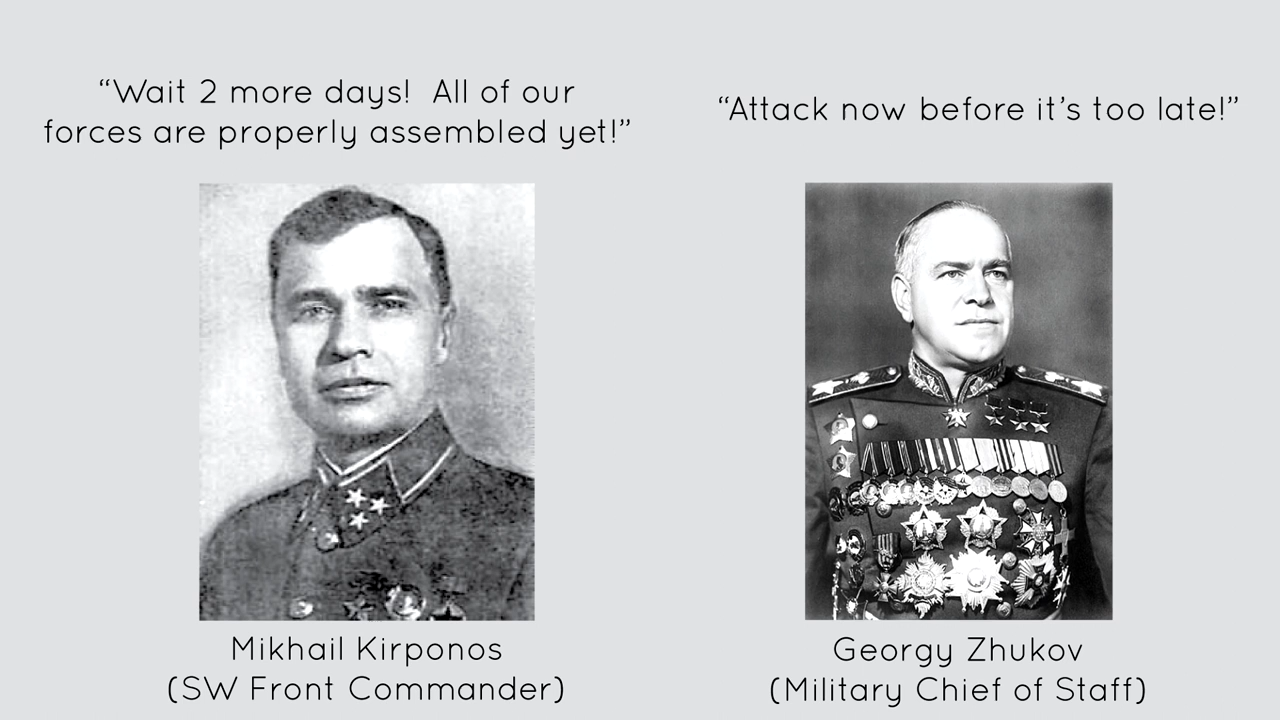 “Wait 2 more days!  All of our
forces are properly assembled yet!”
“Attack now before it’s too late!”
Mikhail Kirponos
(SW Front Commander)
Georgy Zhukov
(Military Chief of Staff)